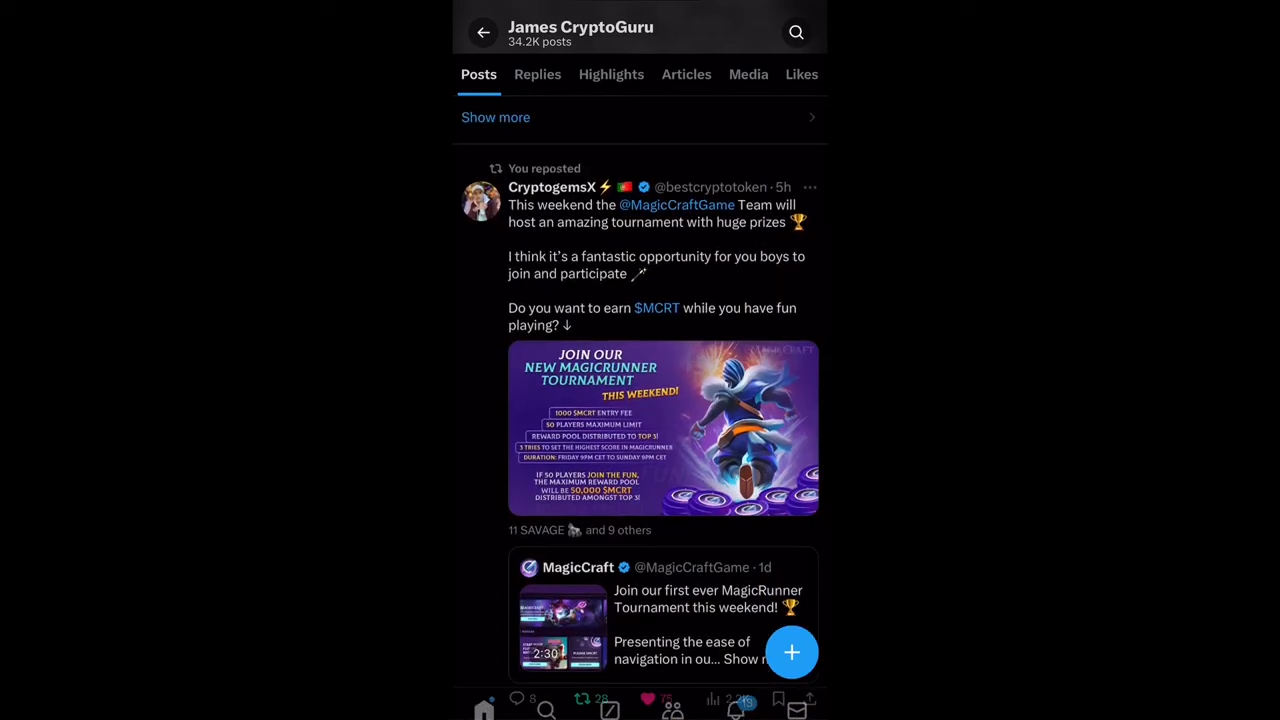 James CryptoGuru
34.2K posts
Posts Replies Highlights Articles Media Likes
Show more
You reposted
CryptogemsX⚡🇵🇹 @bestcryptotoken · 5h
This weekend the @MagicCraftGame Team will
host an amazing tournament with huge prizes 🏆
I think it’s a fantastic opportunity for you boys to
join and participate 🪄
Do you want to earn $MCRT while you have fun
playing? ↓
MAGICCRAFT
JOIN OUR
NEW MAGICRUNNER
TOURNAMENT
THIS WEEKEND!
1000 $MCRT ENTRY FEE
50 PLAYERS MAXIMUM LIMIT
REWARD POOL DISTRIBUTED TO TOP 3!
3 TRIES TO SET THE HIGHEST SCORE IN MAGICRUNNER
DURATION: FRIDAY 9PM CET TO SUNDAY 9PM CET
IF 50 PLAYERS JOIN THE FUN,
THE MAXIMUM REWARD POOL
WILL BE 50,000 $MCRT
DISTRIBUTED AMONGST TOP 3!
11 SAVAGE 🦍 and 9 others
MagicCraft @MagicCraftGame · 1d
Join our first ever MagicRunner
Tournament this weekend! 🏆
Presenting the ease of
navigation in ou... Show
2:30
8 28 75